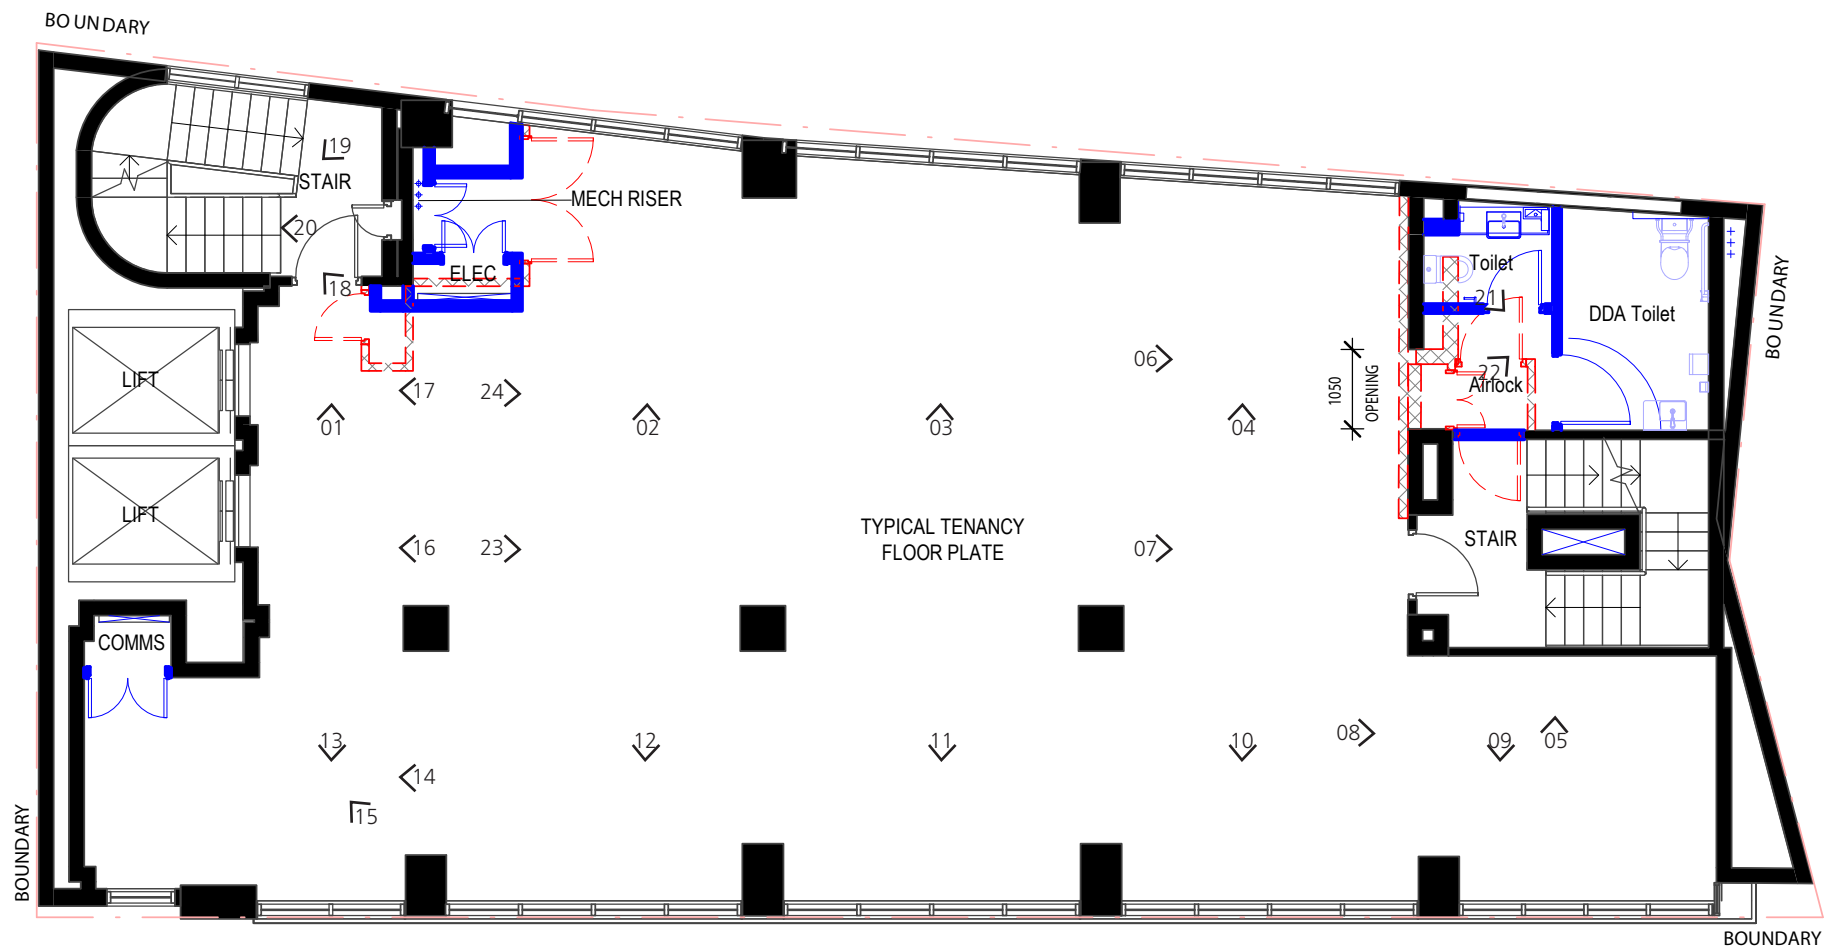 BOUNDARY
19
STAIR
MECH RISER
20
ELEC
18
Toilet
21
DDA Toilet
BOUNDARY
06
LIFT
17
24
1050
OPENING
22
Airlock
01
02
03
04
LIFT
TYPICAL TENANCY
FLOOR PLATE
16
23
07
STAIR
COMMS
13
12
11
10
08
09
05
14
15
BOUNDARY
BOUNDARY